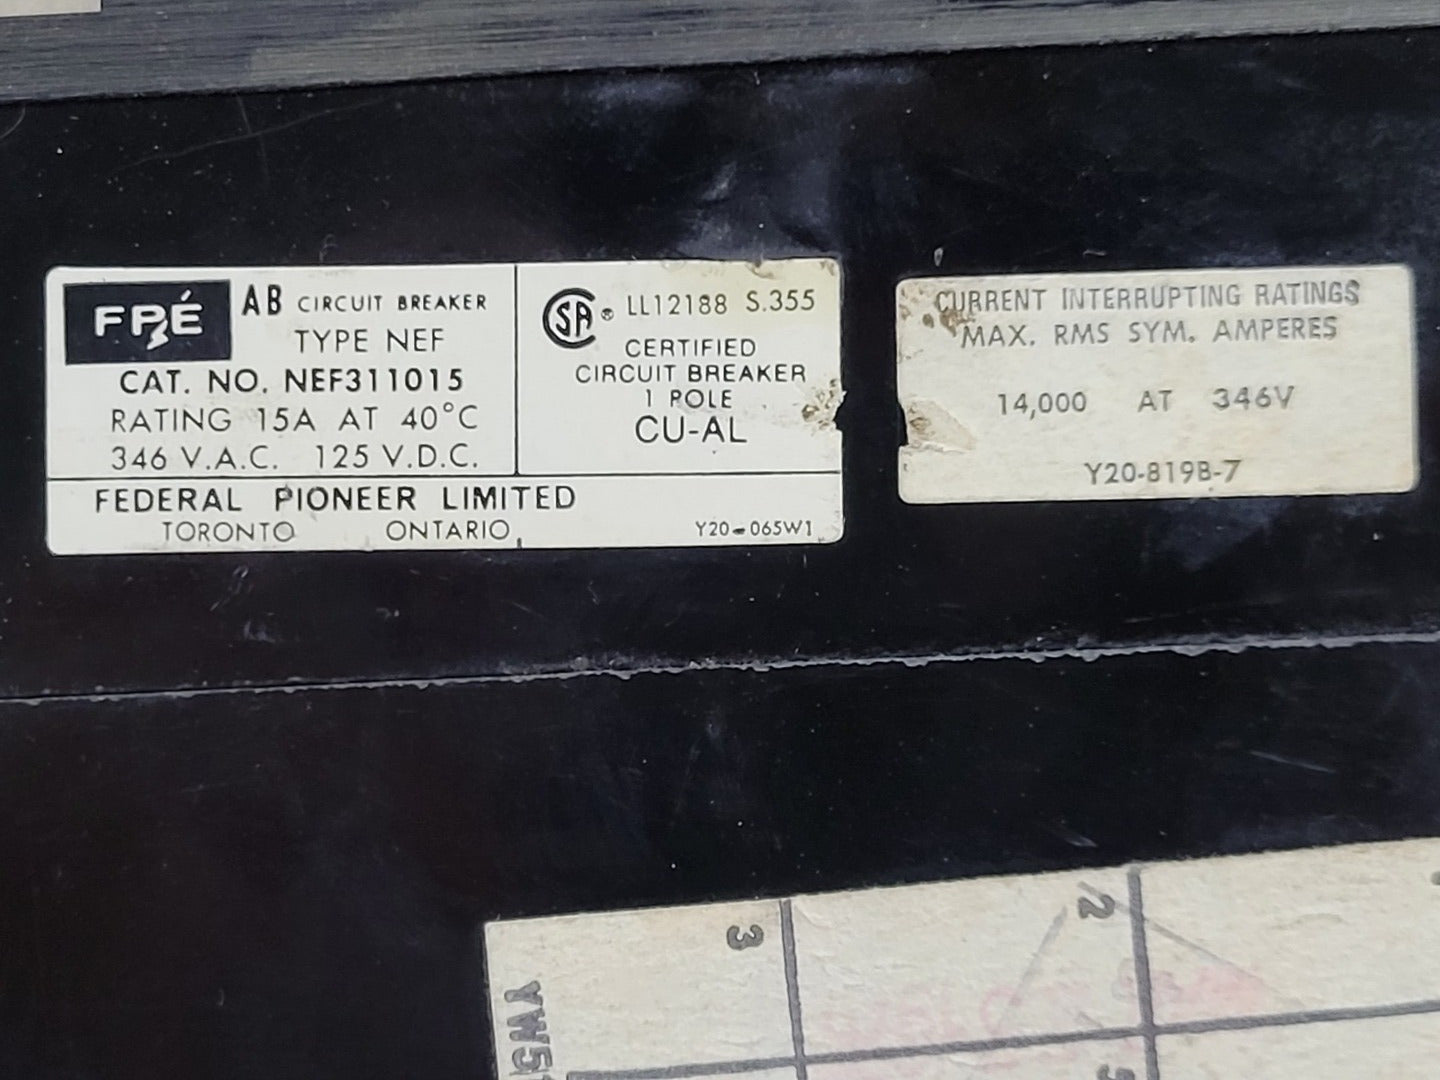 FPÉ
AB CIRCUIT BREAKER
TYPE NEF
CAT. NO. NEF311015
RATING 15A AT 40°C
346 V.A.C. 125 V.D.C.
SA ® LL12188 S.355
CERTIFIED
CIRCUIT BREAKER
1 POLE
CU-AL
FEDERAL PIONEER LIMITED
TORONTO ONTARIO
Y20-065W1
CURRENT INTERRUPTING RATINGS
MAX. RMS SYM. AMPERES
14,000 AT 346V
Y20-819B-7
3
2